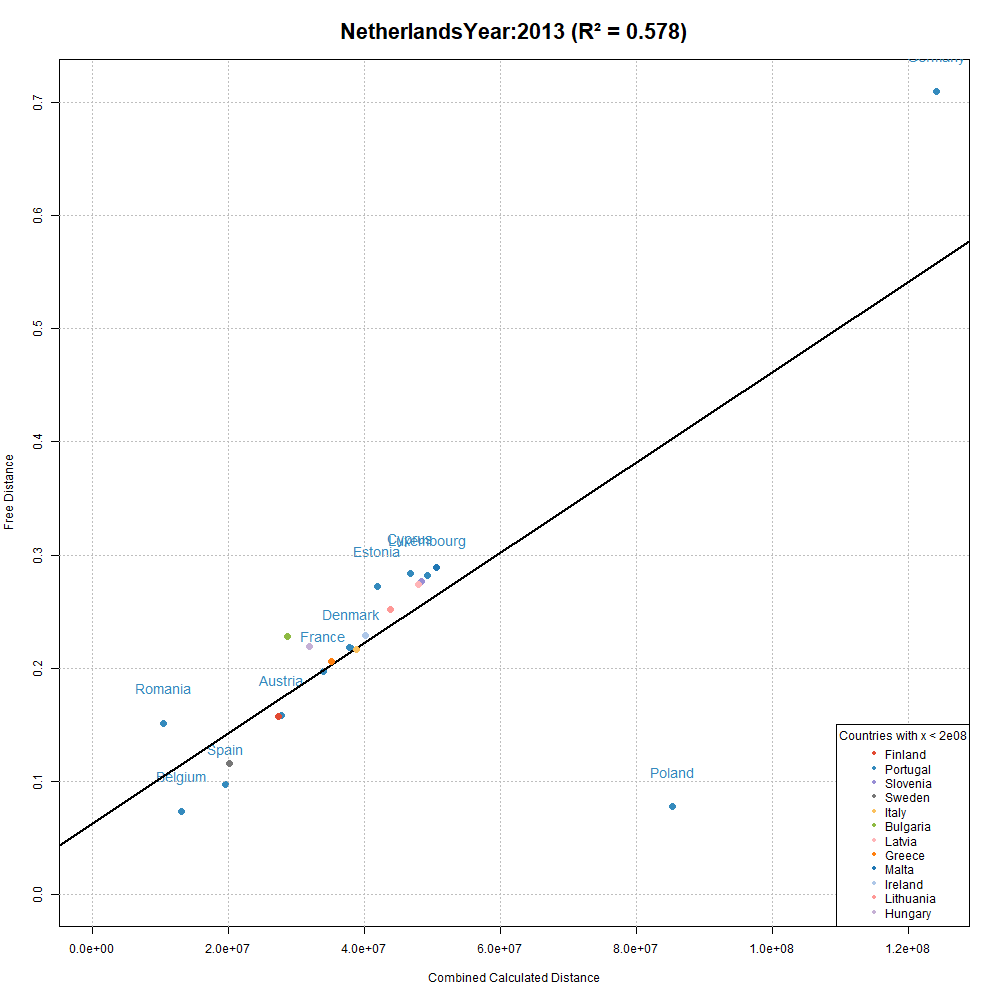 NetherlandsYear:2013 (R² = 0.578)
Germany
0.7
0.6
0.5
0.4
0.3
0.2
0.1
0.0
Free Distance
Cyprus
Luxembourg
Estonia
Denmark
France
Austria
Romania
Spain
Belgium
Poland
Countries with x < 2e08
Finland
Portugal
Slovenia
Sweden
Italy
Bulgaria
Latvia
Greece
Malta
Ireland
Lithuania
Hungary
0.0e+00 2.0e+07 4.0e+07 6.0e+07 8.0e+07 1.0e+08 1.2e+08
Combined Calculated Distance